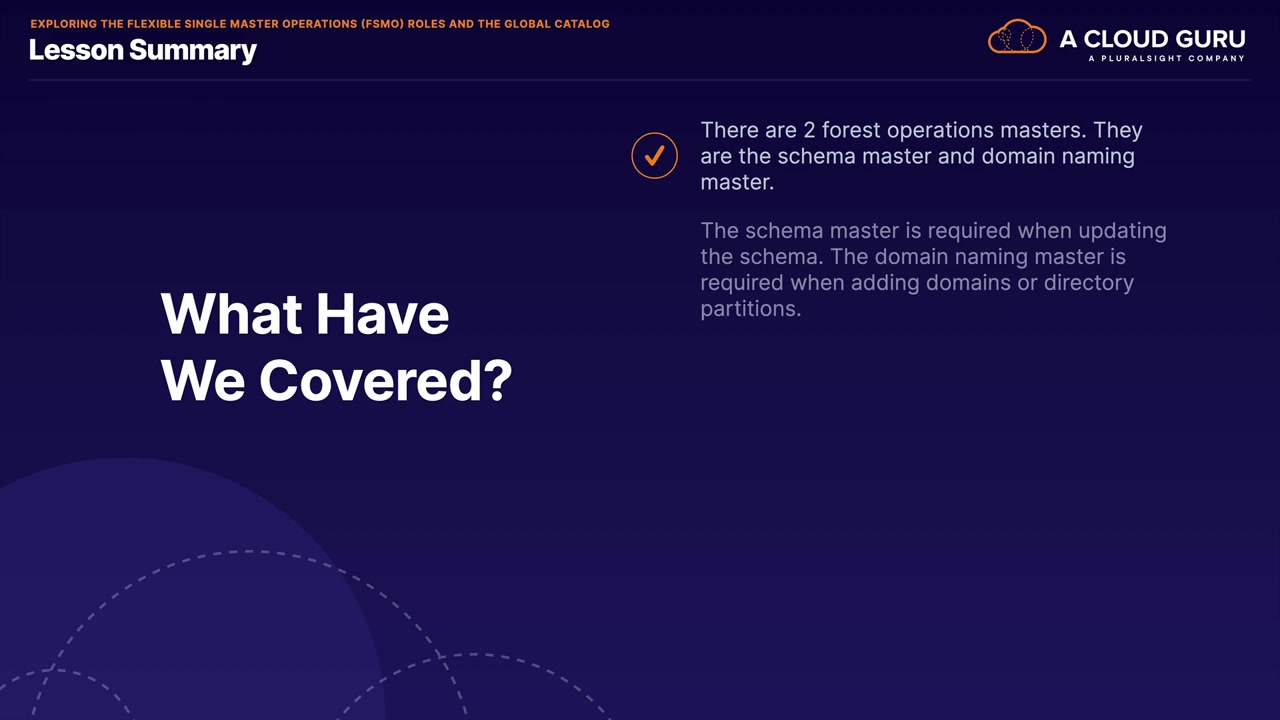 EXPLORING THE FLEXIBLE SINGLE MASTER OPERATIONS (FSMO) ROLES AND THE GLOBAL CATALOG
Lesson Summary
A CLOUD GURU
A PLURALSIGHT COMPANY
What Have
We Covered?
There are 2 forest operations masters. They
are the schema master and domain naming
master.
The schema master is required when updating
the schema. The domain naming master is
required when adding domains or directory
partitions.